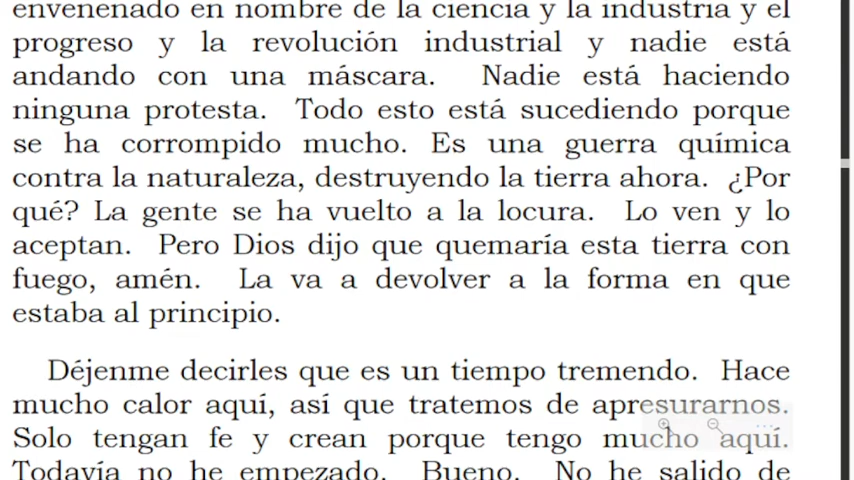 envenenado en nombre de la ciencia y la industria y el
progreso y la revolución industrial y nadie está
andando con una máscara. Nadie está haciendo
ninguna protesta. Todo esto está sucediendo porque
se ha corrompido mucho. Es una guerra química
contra la naturaleza, destruyendo la tierra ahora. ¿Por
qué? La gente se ha vuelto a la locura. Lo ven y lo
aceptan. Pero Dios dijo que quemaría esta tierra con
fuego, amén. La va a devolver a la forma en que
estaba al principio.
Déjenme decirles que es un tiempo tremendo. Hace
mucho calor aquí, así que tratemos de apresurarnos.
Solo tengan fe y crean porque tengo mucho aquí.
Todavía no he empezado. Bueno. No he salido de